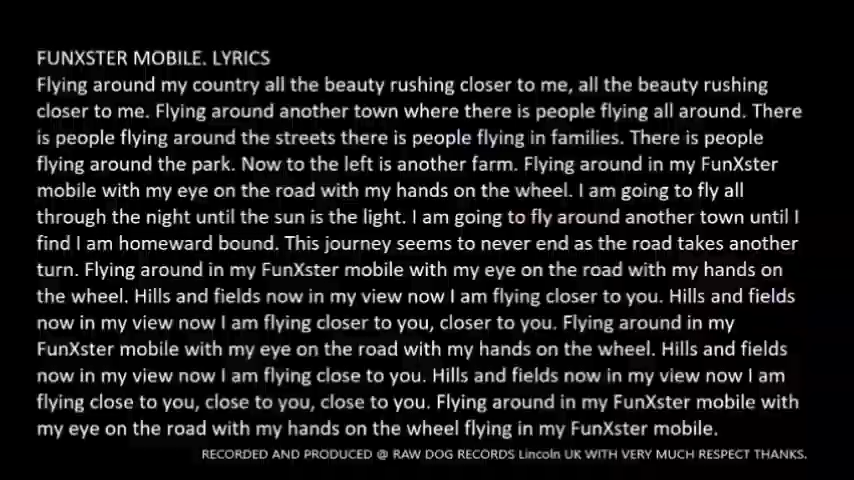 FUNXSTER MOBILE. LYRICS
Flying around my country all the beauty rushing closer to me, all the beauty rushing
closer to me. Flying around another town where there is people flying all around. There
is people flying around the streets there is people flying in families. There is people
flying around the park. Now to the left is another farm. Flying around in my FunXster
mobile with my eye on the road with my hands on the wheel. I am going to fly all
through the night until the sun is the light. I am going to fly around another town until I
find I am homeward bound. This journey seems to never end as the road takes another
turn. Flying around in my FunXster mobile with my eye on the road with my hands on
the wheel. Hills and fields now in my view now I am flying closer to you. Hills and fields
now in my view now I am flying closer to you, closer to you. Flying around in my
FunXster mobile with my eye on the road with my hands on the wheel. Hills and fields
now in my view now I am flying close to you. Hills and fields now in my view now I am
flying close to you, close to you, close to you. Flying around in my FunXster mobile with
my eye on the road with my hands on the wheel flying in my FunXster mobile.
RECORDED AND PRODUCED @ RAW DOG RECORDS Lincoln UK WITH VERY MUCH RESPECT THANKS.